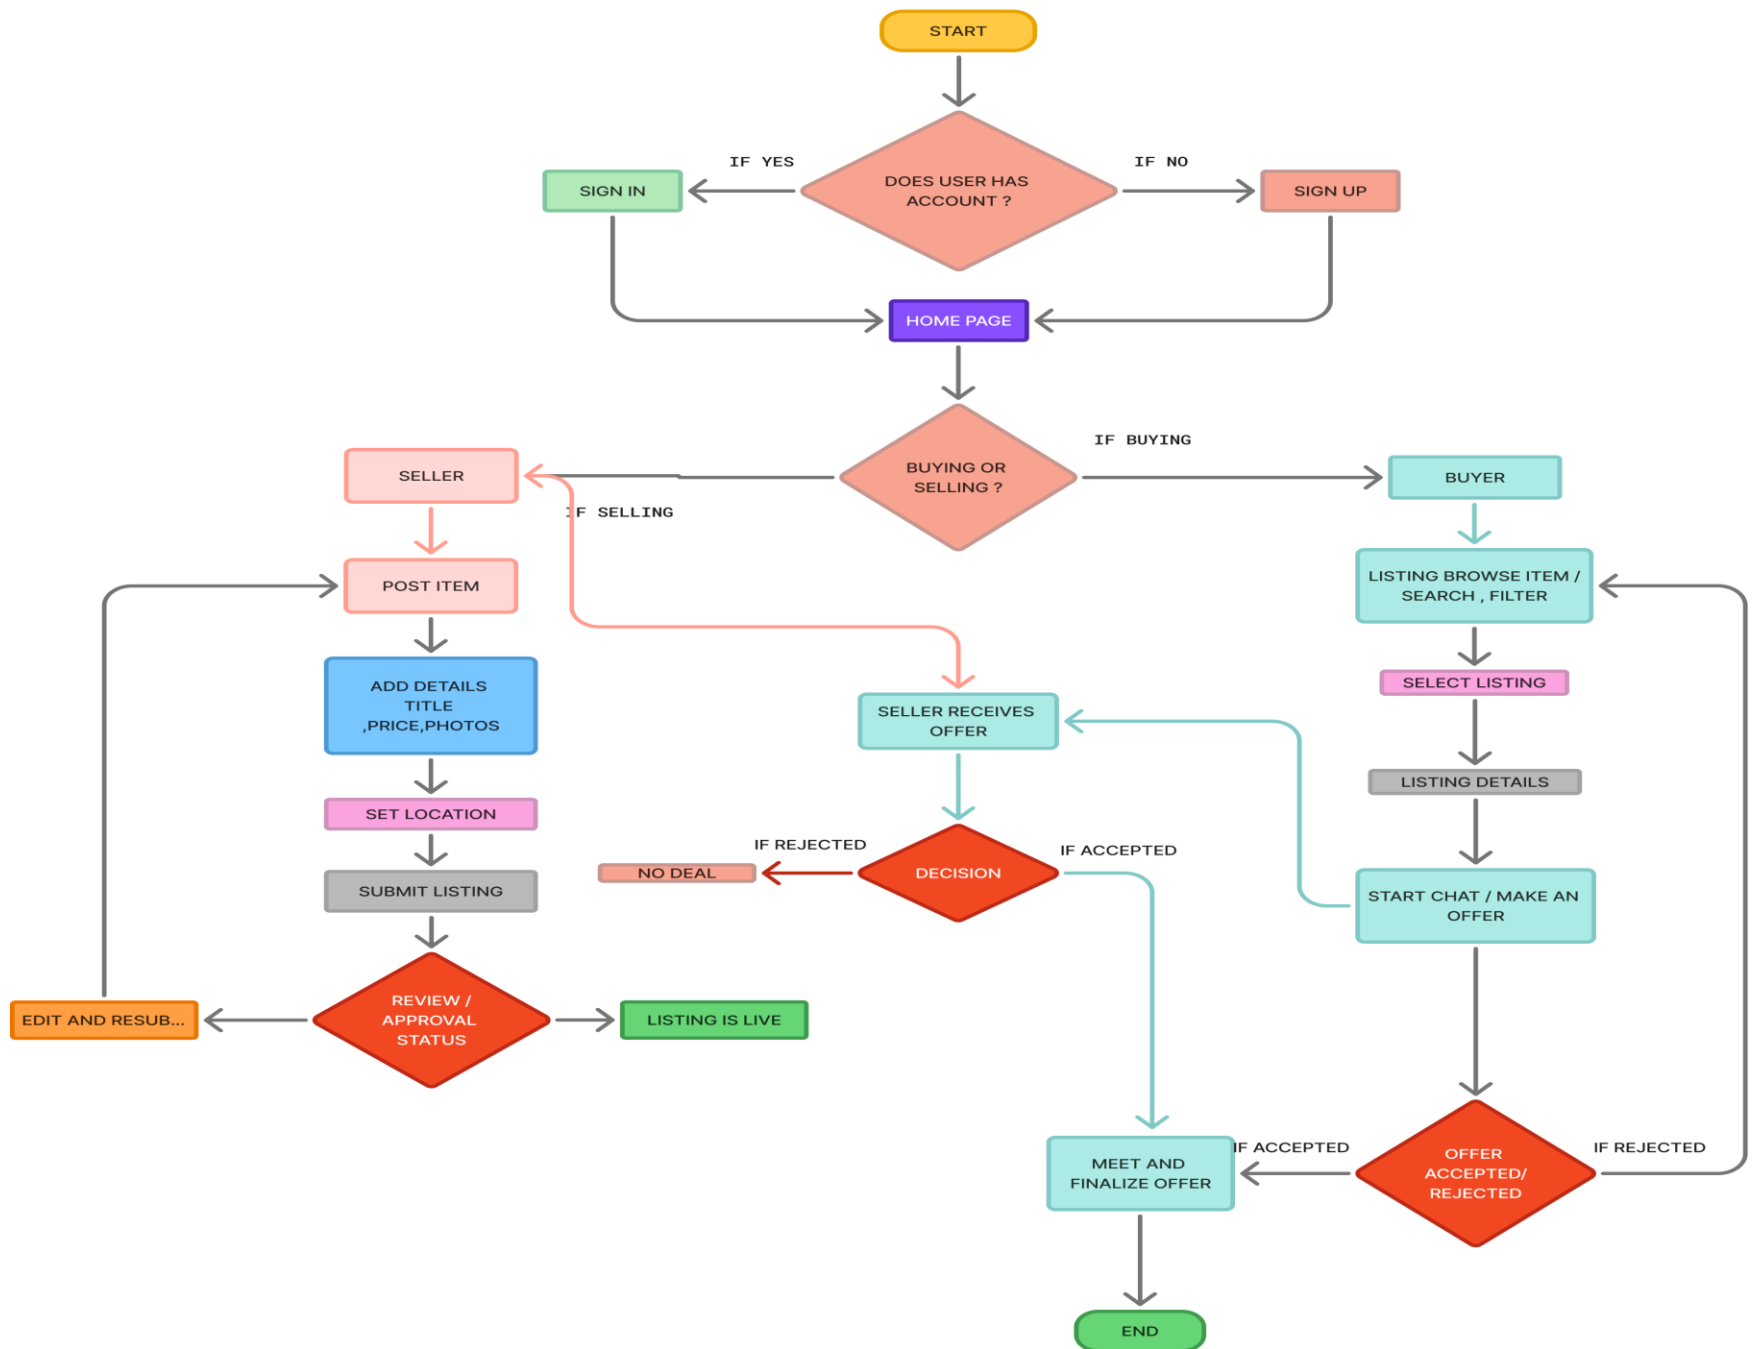 START
IF YES
IF NO
DOES USER HAS
ACCOUNT ?
SIGN IN
SIGN UP
HOME PAGE
IF BUYING
BUYING OR
SELLING ?
SELLER
BUYER
IF SELLING
POST ITEM
LISTING BROWSE ITEM /
SEARCH , FILTER
ADD DETAILS
TITLE
,PRICE,PHOTOS
SELECT LISTING
SELLER RECEIVES
OFFER
LISTING DETAILS
SET LOCATION
IF REJECTED
IF ACCEPTED
NO DEAL
DECISION
SUBMIT LISTING
START CHAT / MAKE AN
OFFER
REVIEW /
APPROVAL
STATUS
EDIT AND RESUB...
LISTING IS LIVE
IF ACCEPTED
IF REJECTED
MEET AND
FINALIZE OFFER
OFFER
ACCEPTED/
REJECTED
END